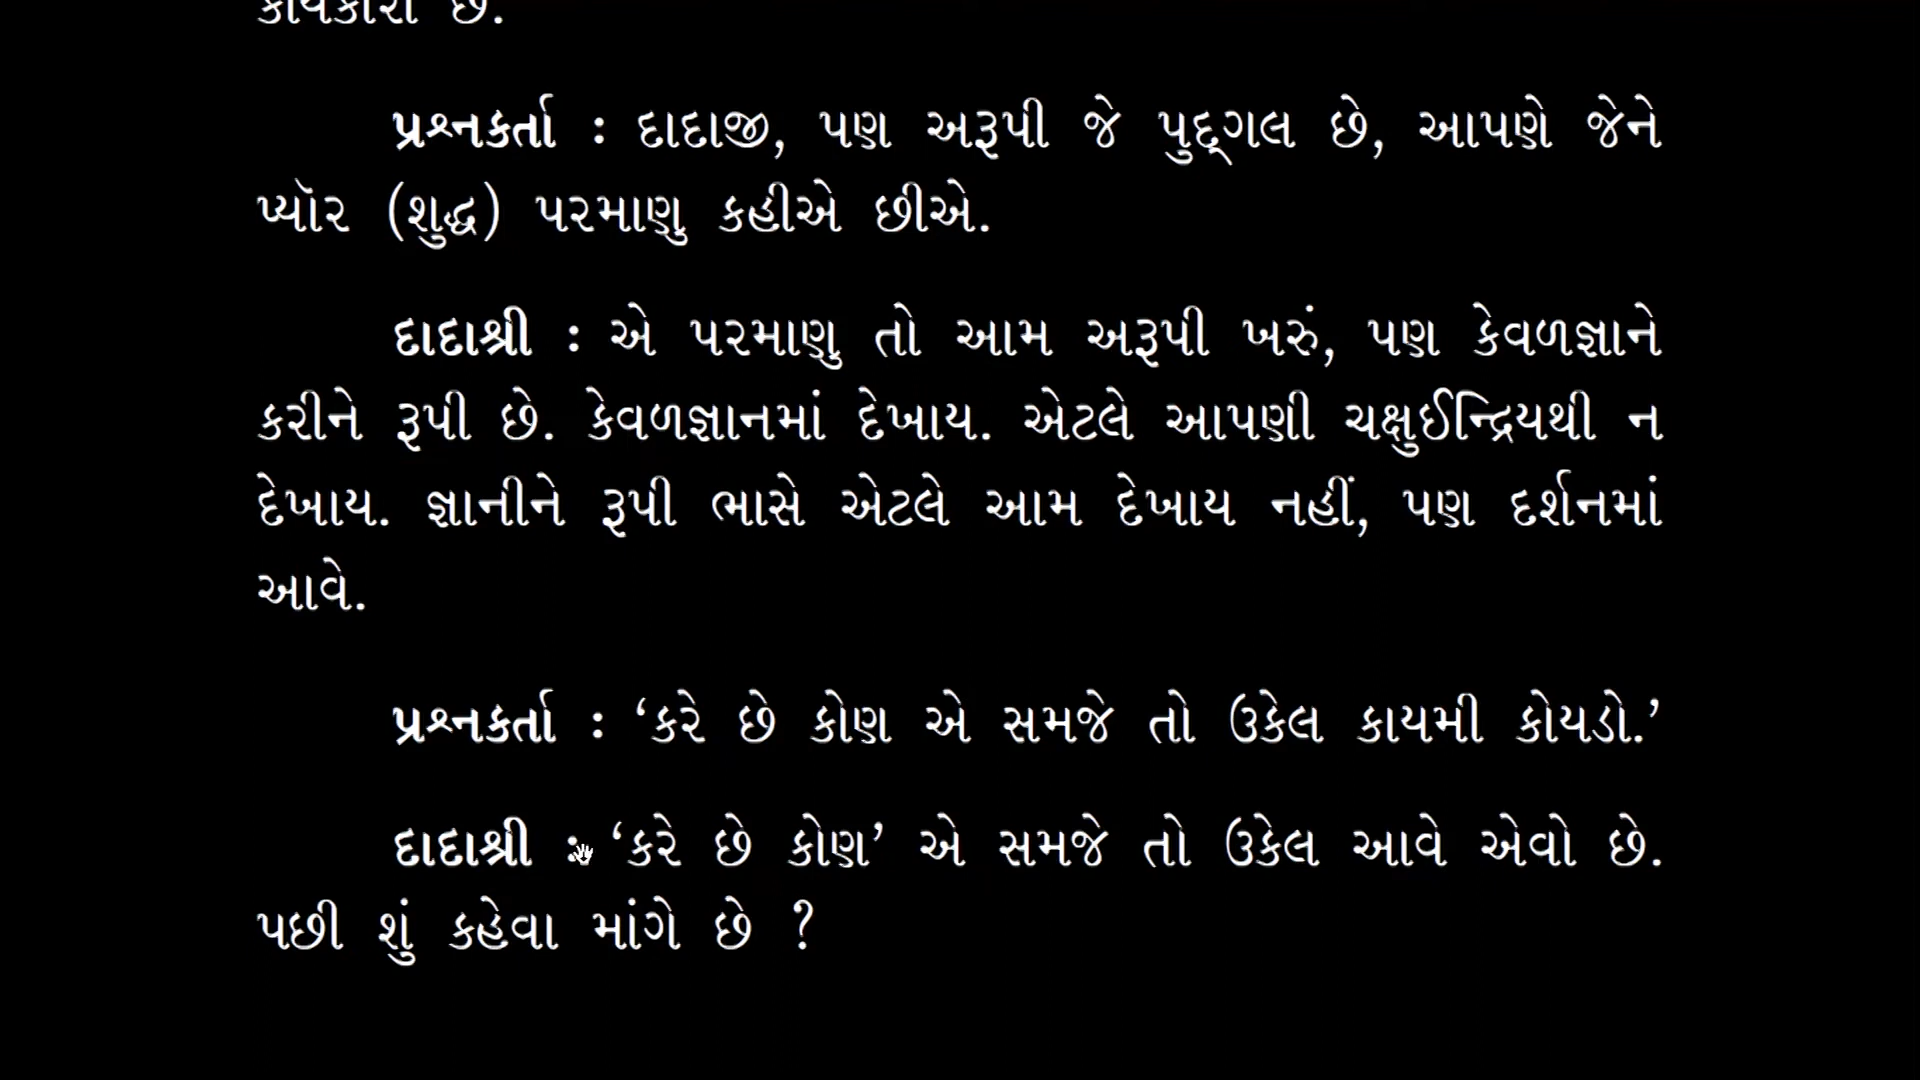 કાર્યકારી છે.
પ્રશ્નકર્તા : દાદાજી, પણ અરૂપી જે પુદ્ગલ છે, આપણે જેને
પ્યૉર (શુદ્ધ) પરમાણુ કહીએ છીએ.
દાદાશ્રી : એ પરમાણુ તો આમ અરૂપી ખરું, પણ કેવળજ્ઞાને
કરીને રૂપી છે. કેવળજ્ઞાનમાં દેખાય. એટલે આપણી ચક્ષુઈન્દ્રિયથી ન
દેખાય. જ્ઞાનીને રૂપી ભાસે એટલે આમ દેખાય નહીં, પણ દર્શનમાં
આવે.
પ્રશ્નકર્તા : ‘કરે છે કોણ એ સમજે તો ઉકેલ કાયમી કોયડો.’
દાદાશ્રી : ‘કરે છે કોણ’ એ સમજે તો ઉકેલ આવે એવો છે.
પછી શું કહેવા માંગે છે ?